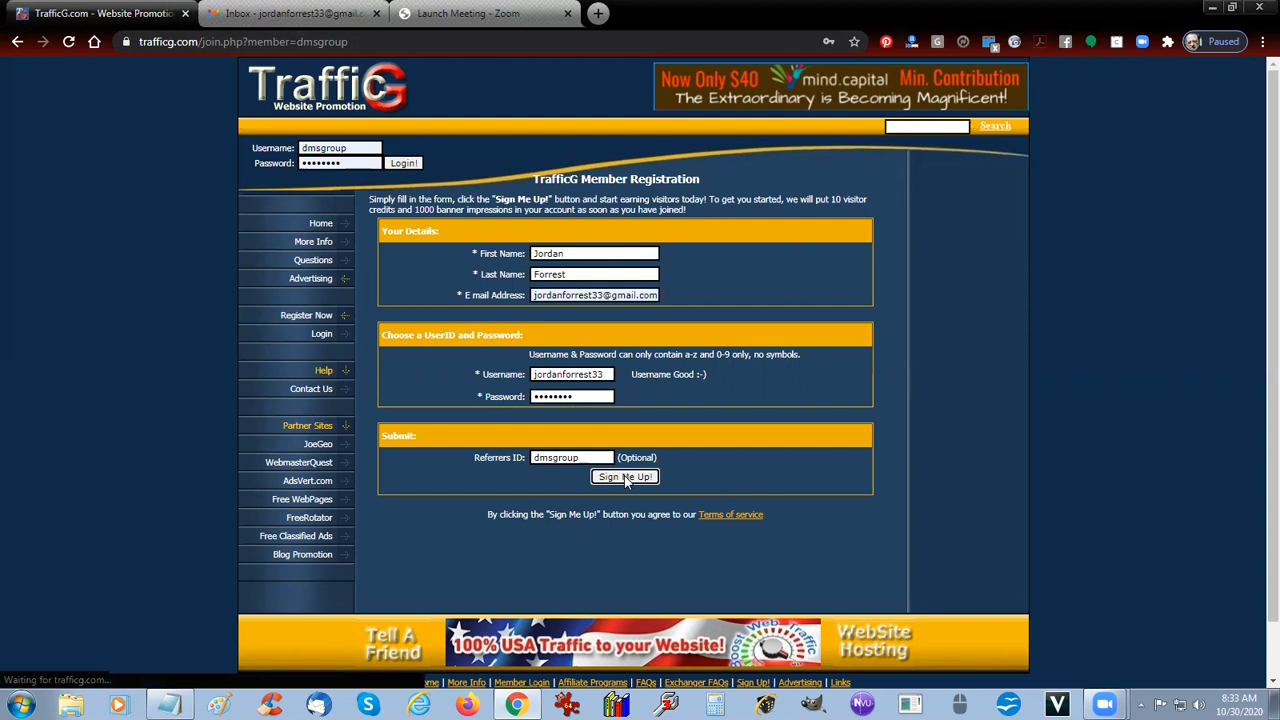 TrafficG.com - Website Promotio
Inbox - jordanforrest33@gmail.c
Launch Meeting - Zoom
trafficg.com/join.php?member=dmsgroup
Paused
TrafficG
Website Promotion
Now Only $40 mind.capital Min. Contribution
The Extraordinary is Becoming Magnificent!
Search
Username: dmsgroup
Password: •••••••• Login!
TrafficG Member Registration
Simply fill in the form, click the "Sign Me Up!" button and start earning visitors today! To get you started, we will put 10 visitor
credits and 1000 banner impressions in your account as soon as you have joined!
Your Details:
* First Name: Jordan
* Last Name: Forrest
* E mail Address: jordanforrest33@gmail.com
Choose a UserID and Password:
Username & Password can only contain a-z and 0-9 only, no symbols.
* Username: jordanforrest33 Username Good :-)
* Password: ••••••••
Submit:
Referrers ID: dmsgroup (Optional)
Sign Me Up!
By clicking the "Sign Me Up!" button you agree to our Terms of service
Home
More Info
Questions
Advertising
Register Now
Login
Help
Contact Us
Partner Sites
JoeGeo
WebmasterQuest
AdsVert.com
Free WebPages
FreeRotator
Free Classified Ads
Blog Promotion
Tell A
Friend
100% USA Traffic to your Website!
Boost Web Traffic
WebSite
Hosting
Waiting for trafficg.com...
ome | More Info | Member Login | Affiliate Programs | FAQs | Exchanger FAQs | Sign Up! | Advertising | Links
8:33 AM
10/30/2020